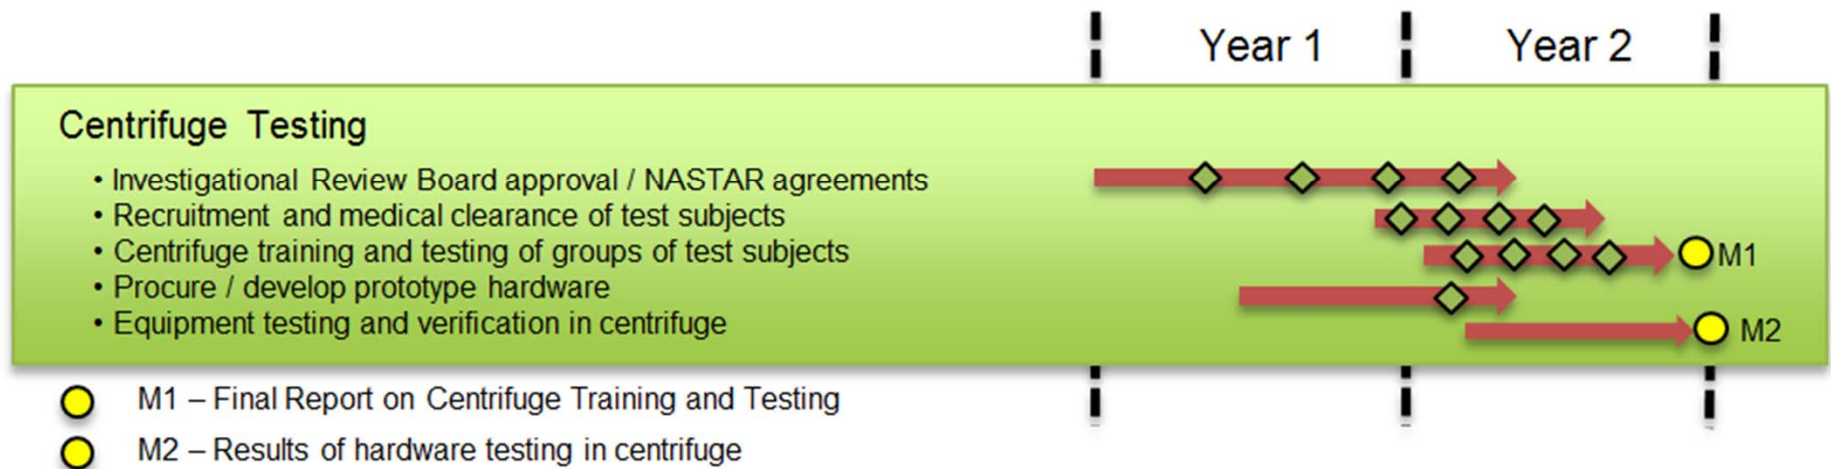 Year 1 Year 2
Centrifuge Testing
• Investigational Review Board approval / NASTAR agreements
• Recruitment and medical clearance of test subjects
• Centrifuge training and testing of groups of test subjects
M1
• Procure / develop prototype hardware
• Equipment testing and verification in centrifuge
M2
M1 – Final Report on Centrifuge Training and Testing
M2 – Results of hardware testing in centrifuge